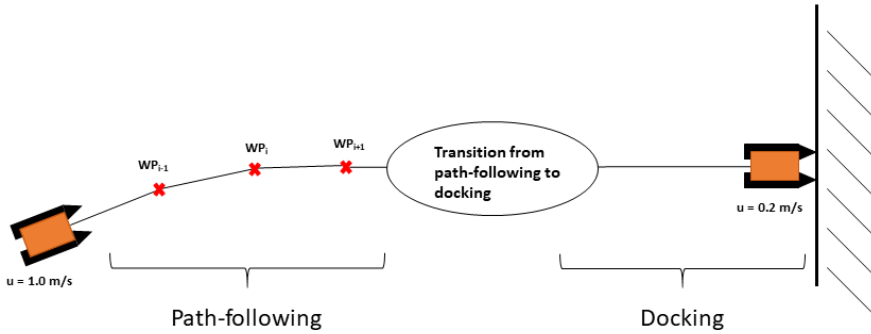 WPi-1
WPi
WPi+1
Transition from
path-following to
docking
u = 1.0 m/s
u = 0.2 m/s
Path-following
Docking